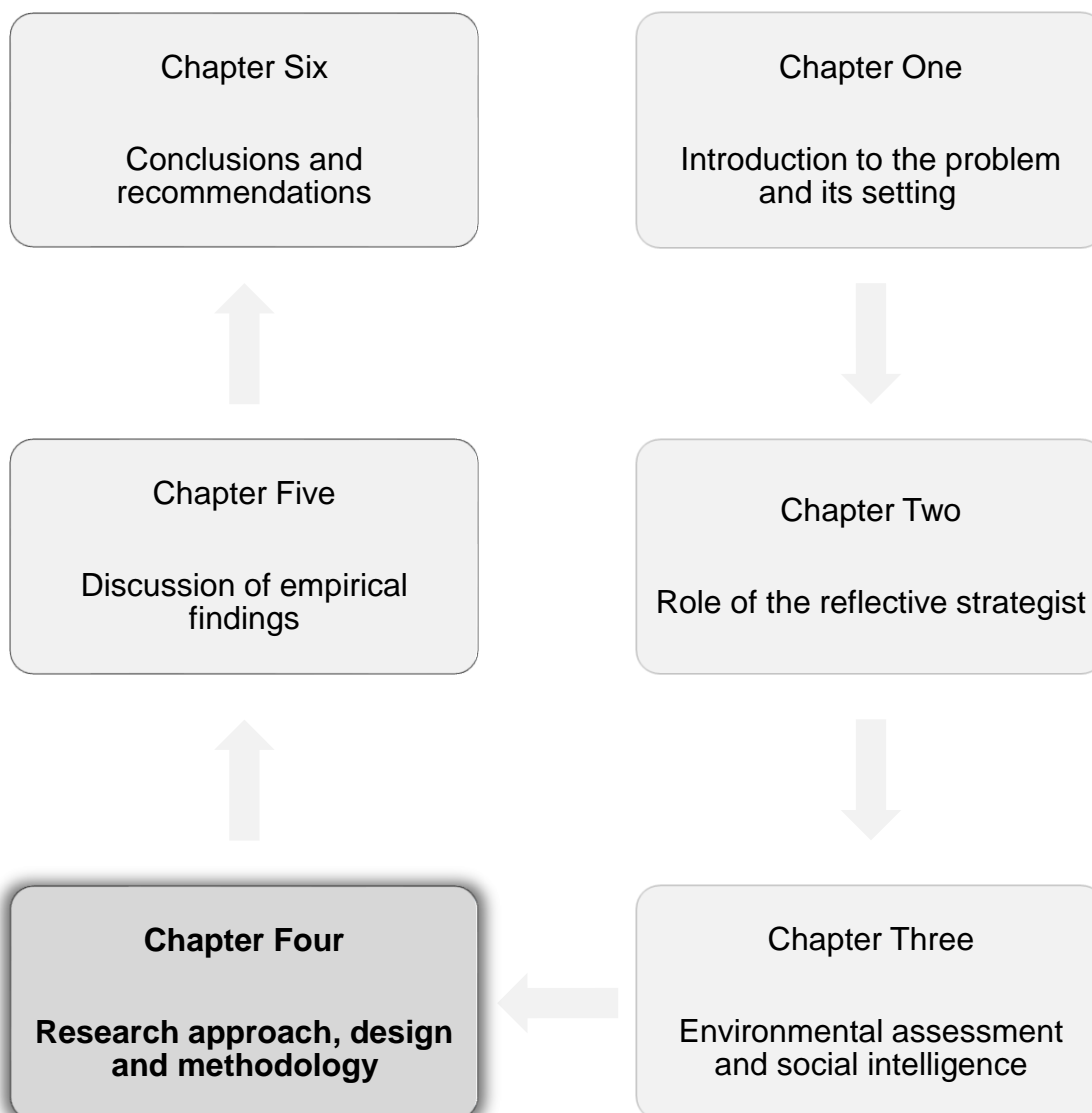 Chapter Six
Conclusions and
recommendations
Chapter One
Introduction to the problem
and its setting
Chapter Five
Discussion of empirical
findings
Chapter Two
Role of the reflective strategist
Chapter Four
Research approach, design
and methodology
Chapter Three
Environmental assessment
and social intelligence